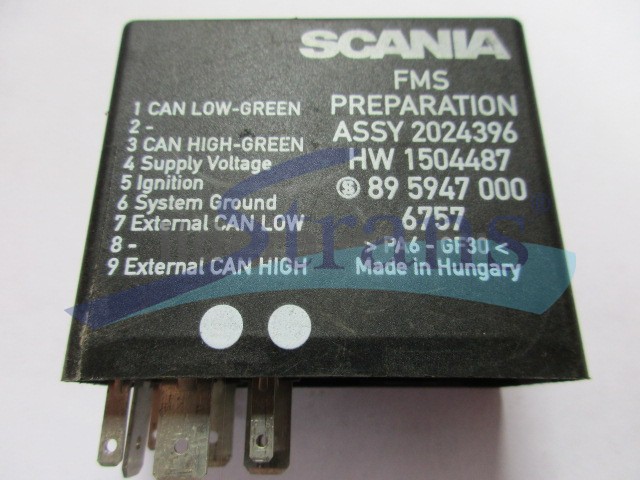 SCANIA
FMS
PREPARATION
ASSY 2024396
HW 1504487
Ⓢ 89 5947 000
6757
> PA6 - GF30 <
Made in Hungary
1 CAN LOW-GREEN
2 -
3 CAN HIGH-GREEN
4 Supply Voltage
5 Ignition
6 System Ground
7 External CAN LOW
8 -
9 External CAN HIGH
Strans